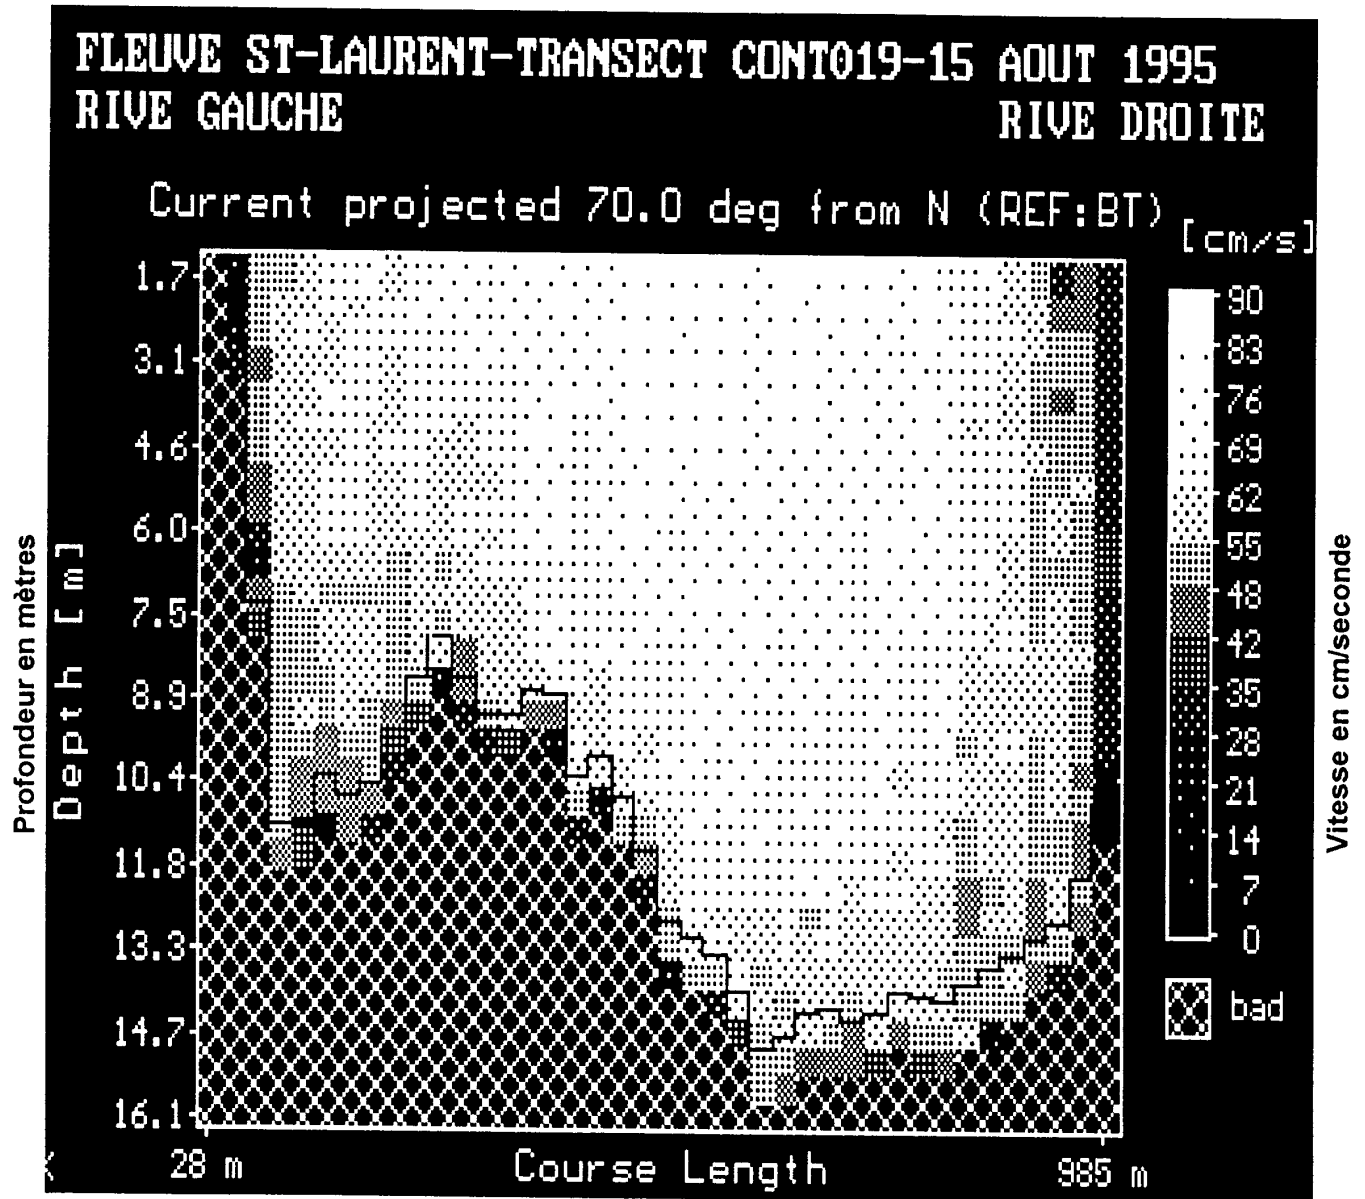 FLEUVE ST-LAURENT-TRANSECT CONT019-15 AOUT 1995
RIVE GAUCHE RIVE DROITE
Current projected 70.0 deg from N (REF:BT)
[cm/s]
1.7
3.1
4.6
6.0
7.5
8.9
10.4
11.8
13.3
14.7
16.1
Profondeur en mètres
Depth [m]
90
83
76
69
62
55
48
42
35
28
21
14
7
0
bad
Vitesse en cm/seconde
28 m Course Length 985 m